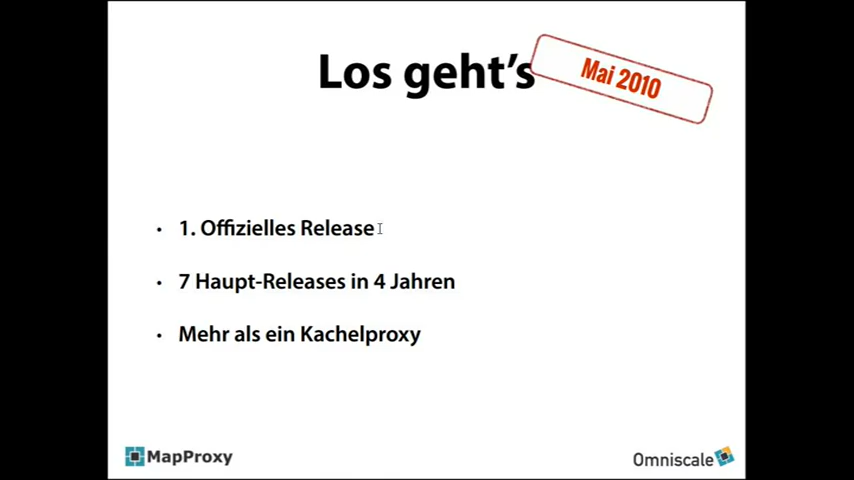 Los geht's
Mai 2010
• 1. Offizielles Release
• 7 Haupt-Releases in 4 Jahren
• Mehr als ein Kachelproxy
MapProxy
Omniscale